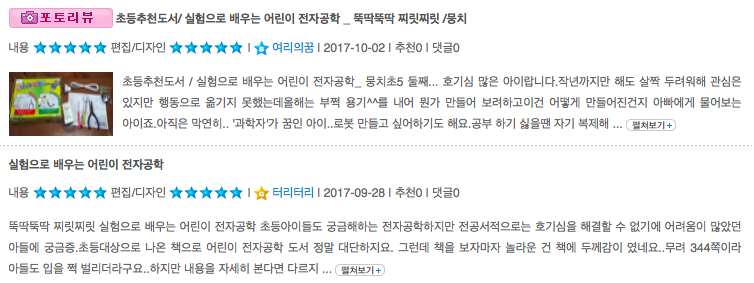 포토리뷰 초등추천도서/ 실험으로 배우는 어린이 전자공학 _ 뚝딱뚝딱 찌릿찌릿 /뭉치
내용 ★★★★★ 편집/디자인 ★★★★★ | 여리의꿈 | 2017-10-02 | 추천0 | 댓글0
초등추천도서 / 실험으로 배우는 어린이 전자공학_ 뭉치초5 둘째... 호기심 많은 아이랍니다.작년까지만 해도 살짝 두려워해 관심은
있지만 행동으로 옮기지 못했는데올해는 부쩍 용기^^를 내어 뭔가 만들어 보려하고이건 어떻게 만들어진건지 아빠에게 물어보는
아이죠.아직은 막연히.. '과학자'가 꿈인 아이..로봇 만들고 싶어하기도 해요.공부 하기 싫을땐 자기 복제해 ... 펼쳐보기+
실험으로 배우는 어린이 전자공학
내용 ★★★★★ 편집/디자인 ★★★★★ | 터리터리 | 2017-09-28 | 추천0 | 댓글0
뚝딱뚝딱 찌릿찌릿 실험으로 배우는 어린이 전자공학 초등아이들도 궁금해하는 전자공학하지만 전공서적으로는 호기심을 해결할 수 없기에 어려움이 많았던
아들에 궁금증.초등대상으로 나온 책으로 어린이 전자공학 도서 정말 대단하지요. 그런데 책을 보자마자 놀라운 건 책에 두께감이 였네요..무려 344쪽이라
아들도 입을 쩍 벌리더라구요..하지만 내용을 자세히 본다면 다르지 ... 펼쳐보기+